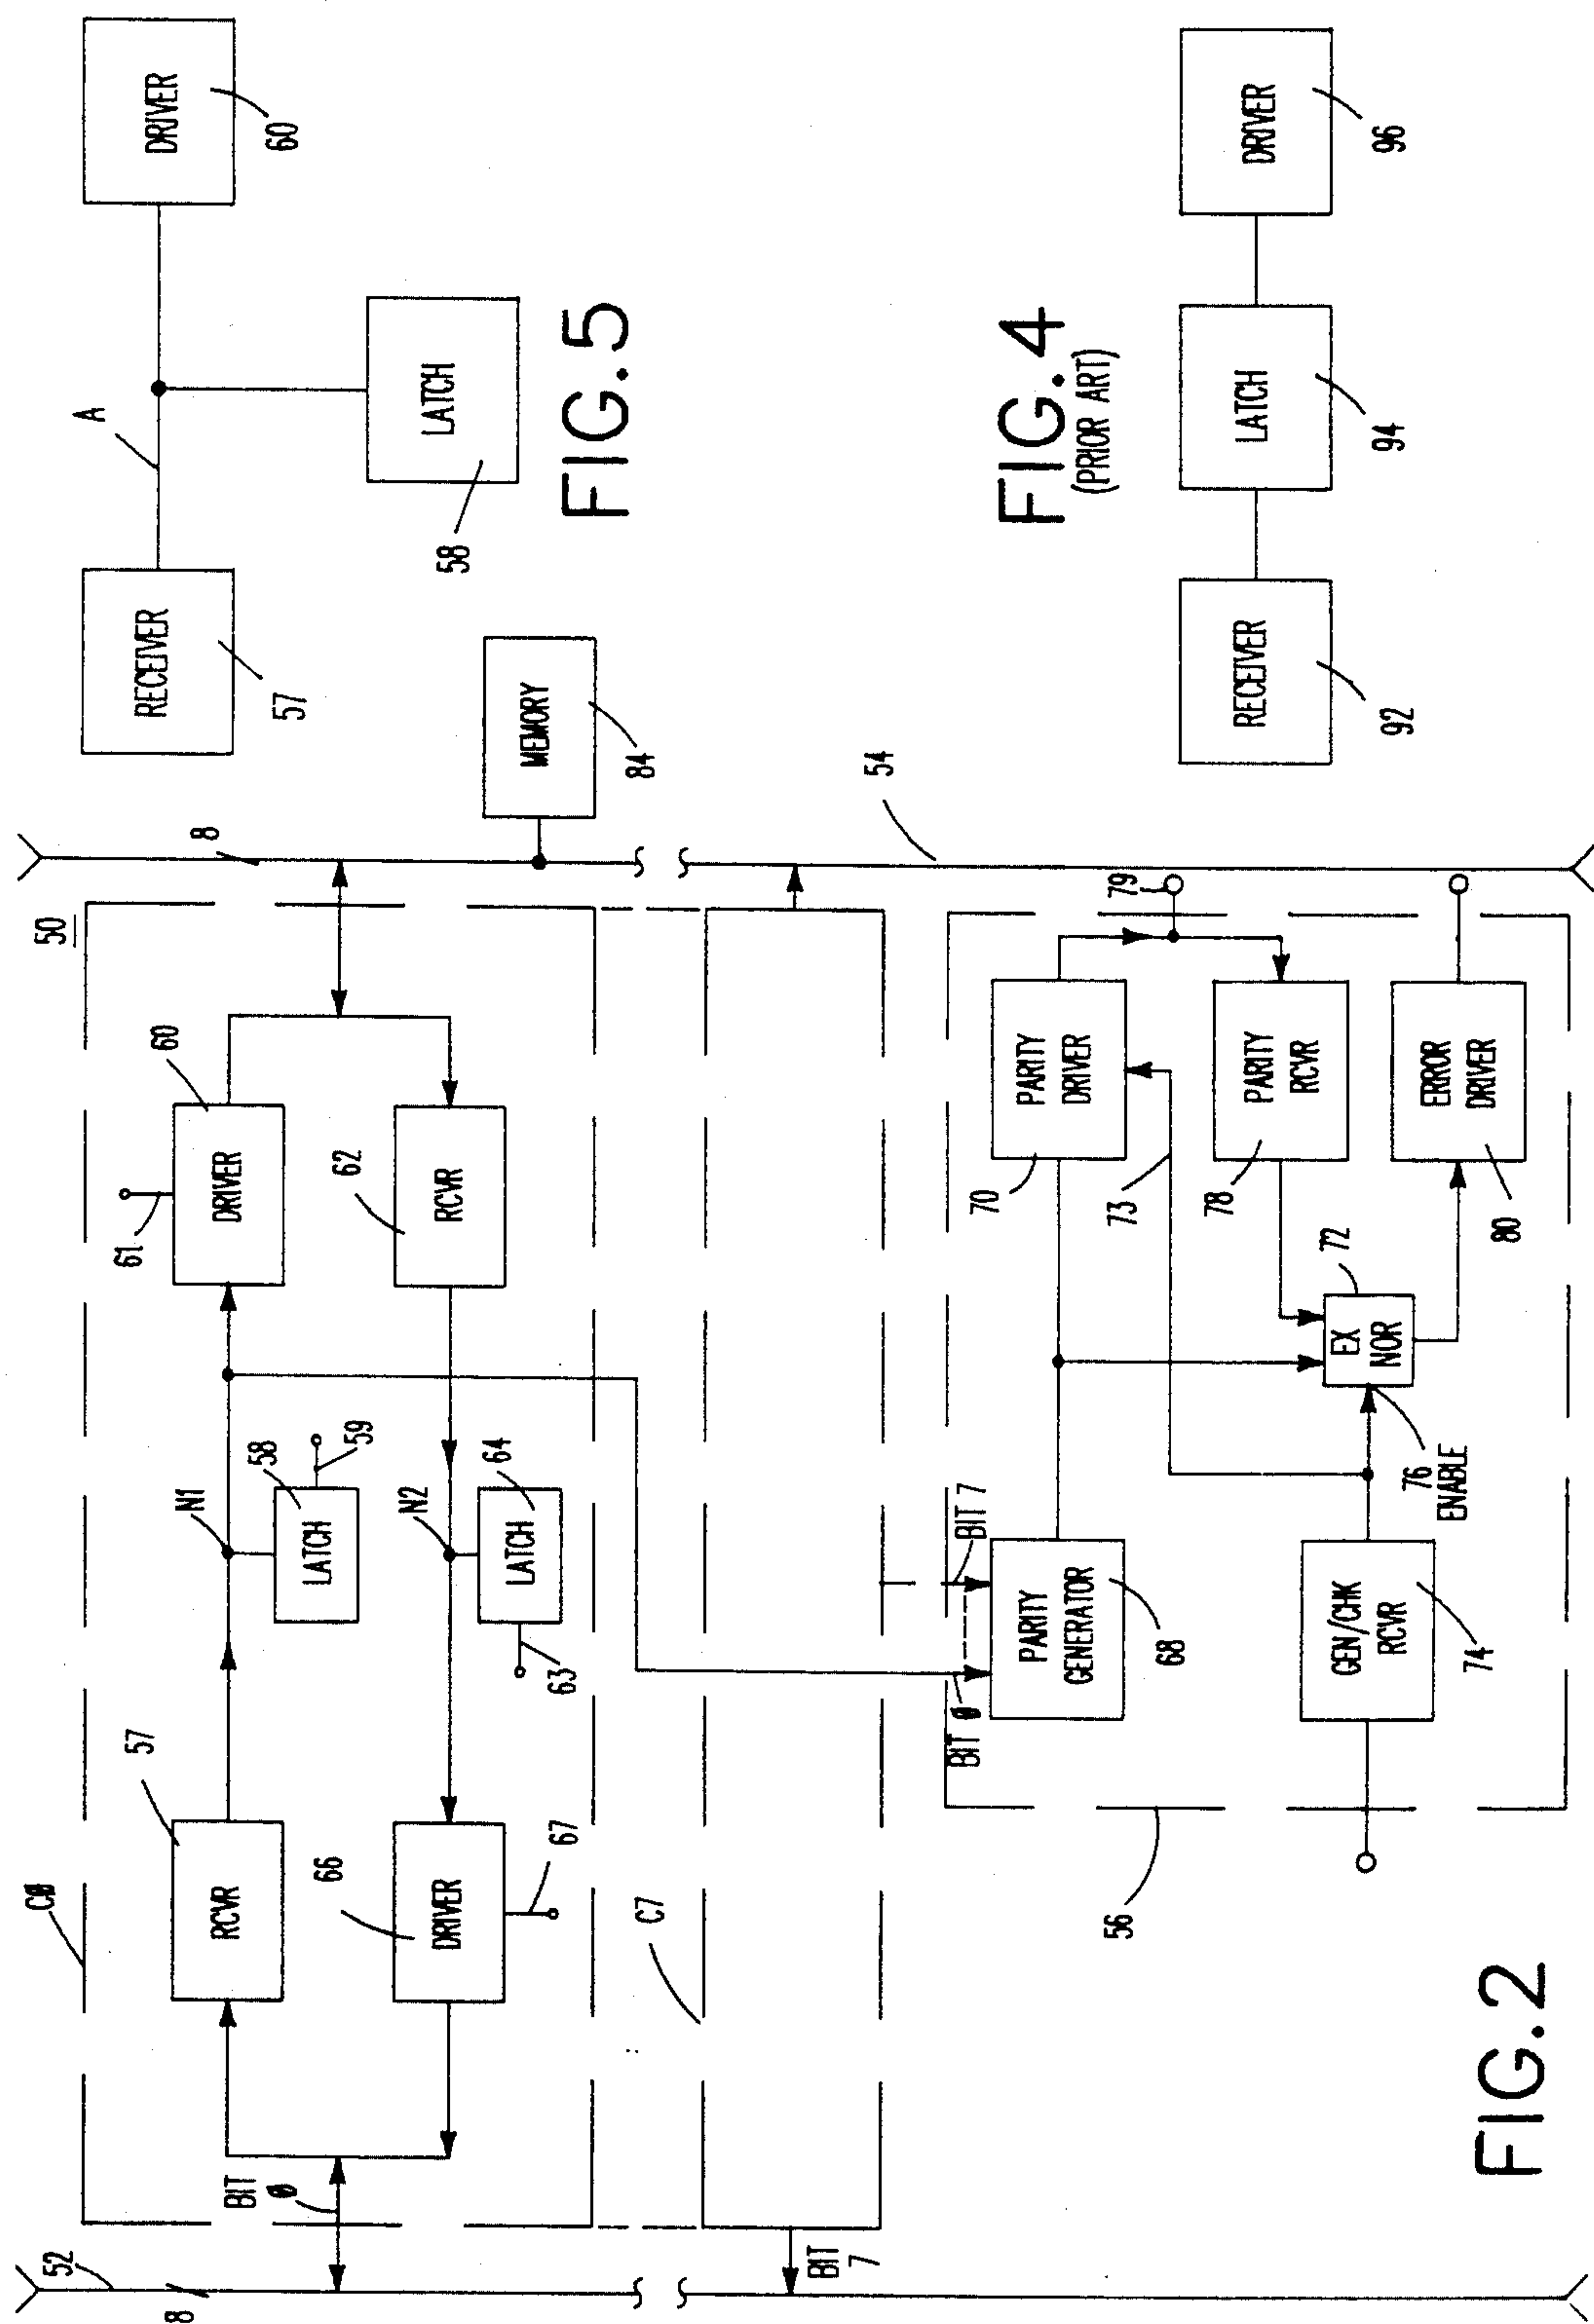 52
8
BIT
Ø
CØ
57
RCVR
N1
58
LATCH
59
60
DRIVER
61
50
8
66
DRIVER
67
N2
64
LATCH
63
62
RCVR
MEMORY
84
BIT
7
C7
54
56
BIT Ø
BIT 7
PARITY
GENERATOR
68
PARITY
DRIVER
70
73
79
PARITY
RCVR
78
GEN/CHK
RCVR
74
76
ENABLE
EX
NOR
72
ERROR
DRIVER
80
FIG.2
RECEIVER
57
A
LATCH
58
DRIVER
60
FIG.5
FIG.4
(PRIOR ART)
RECEIVER
92
LATCH
94
DRIVER
96